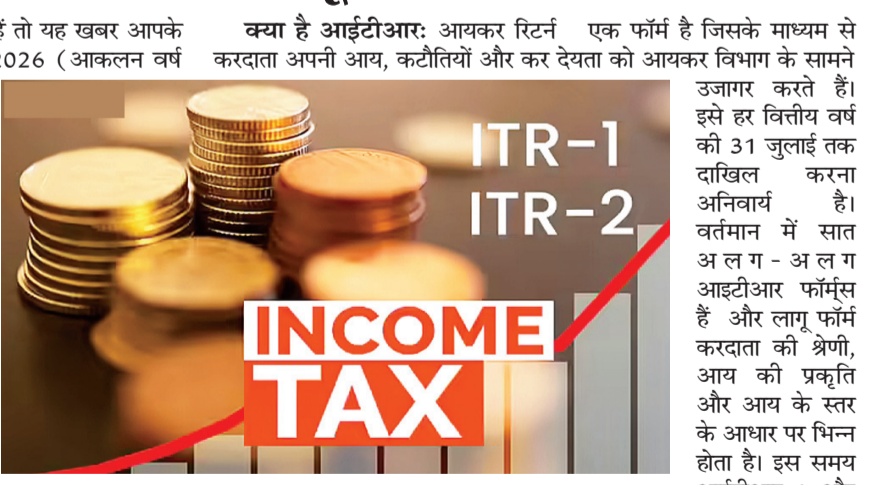 हैं तो यह खबर आपके
2026 (आकलन वर्ष
क्या है आईटीआर: आयकर रिटर्न एक फॉर्म है जिसके माध्यम से
करदाता अपनी आय, कटौतियों और कर देयता को आयकर विभाग के सामने
उजागर करते हैं।
इसे हर वित्तीय वर्ष
की 31 जुलाई तक
दाखिल करना
अनिवार्य है।
वर्तमान में सात
अलग-अलग
आइटीआर फॉर्म्स
हैं और लागू फॉर्म
करदाता की श्रेणी,
आय की प्रकृति
और आय के स्तर
के आधार पर भिन्न
होता है। इस समय
ITR-1
ITR-2
INCOME
TAX